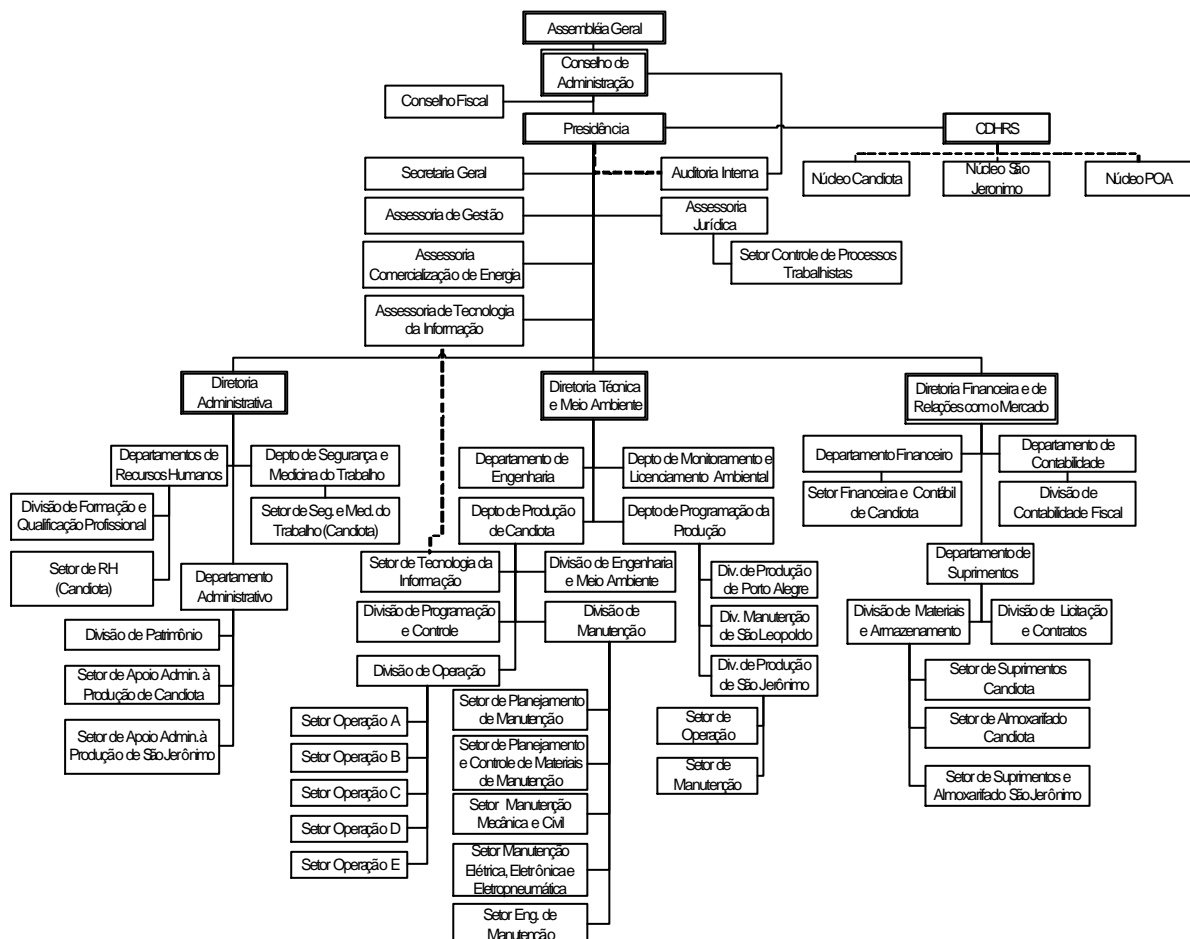 Assembléia Geral
Conselho de
Administração
Conselho Fiscal
Presidência
CDHRS
Secretaria Geral
Auditoria Interna
Núcleo Candiota
Núcleo São
Jeronimo
Núcleo POA
Assessoria de Gestão
Assessoria
Jurídica
Assessoria
Comercialização de Energia
Setor Controle de Processos
Trabalhistas
Assessoria de Tecnologia
da Informação
Diretoria
Administrativa
Diretoria Técnica
e Meio Ambiente
Diretoria Financeira e de
Relações com o Mercado
Departamentos de
Recursos Humanos
Depto de Segurança e
Medicina do Trabalho
Departamento de
Engenharia
Depto de Monitoramento e
Licenciamento Ambiental
Departamento Financeiro
Departamento de
Contabilidade
Divisão de Formação e
Qualificação Profissional
Setor de Seg. e Med. do
Trabalho (Candiota)
Depto de Produção
de Candiota
Depto de Programação da
Produção
Setor Financeira e Contábil
de Candiota
Divisão de
Contabilidade Fiscal
Setor de RH
(Candiota)
Departamento
Administrativo
Setor de Tecnologia da
Informação
Divisão de Engenharia
e Meio Ambiente
Div. de Produção
de Porto Alegre
Departamento de
Suprimentos
Divisão de Patrimônio
Divisão de Programação
e Controle
Divisão de
Manutenção
Div. Manutenção
de São Leopoldo
Divisão de Materiais
e Armazenamento
Divisão de Licitação
e Contratos
Setor de Apoio Admin. à
Produção de Candiota
Divisão de Operação
Div. de Produção
de São Jerônimo
Setor de Suprimentos
Candiota
Setor de Apoio Admin. à
Produção de São Jerônimo
Setor Operação A
Setor Operação B
Setor Operação C
Setor Operação D
Setor Operação E
Setor de Planejamento
de Manutenção
Setor de Planejamento
e Controle de Materiais
de Manutenção
Setor Manutenção
Mecânica e Civil
Setor Manutenção
Elétrica, Eletrônica e
Eletropneumática
Setor Eng. de
Manutenção
Setor de
Operação
Setor de
Manutenção
Setor de Almoxarifado
Candiota
Setor de Suprimentos e
Almoxarifado São Jerônimo